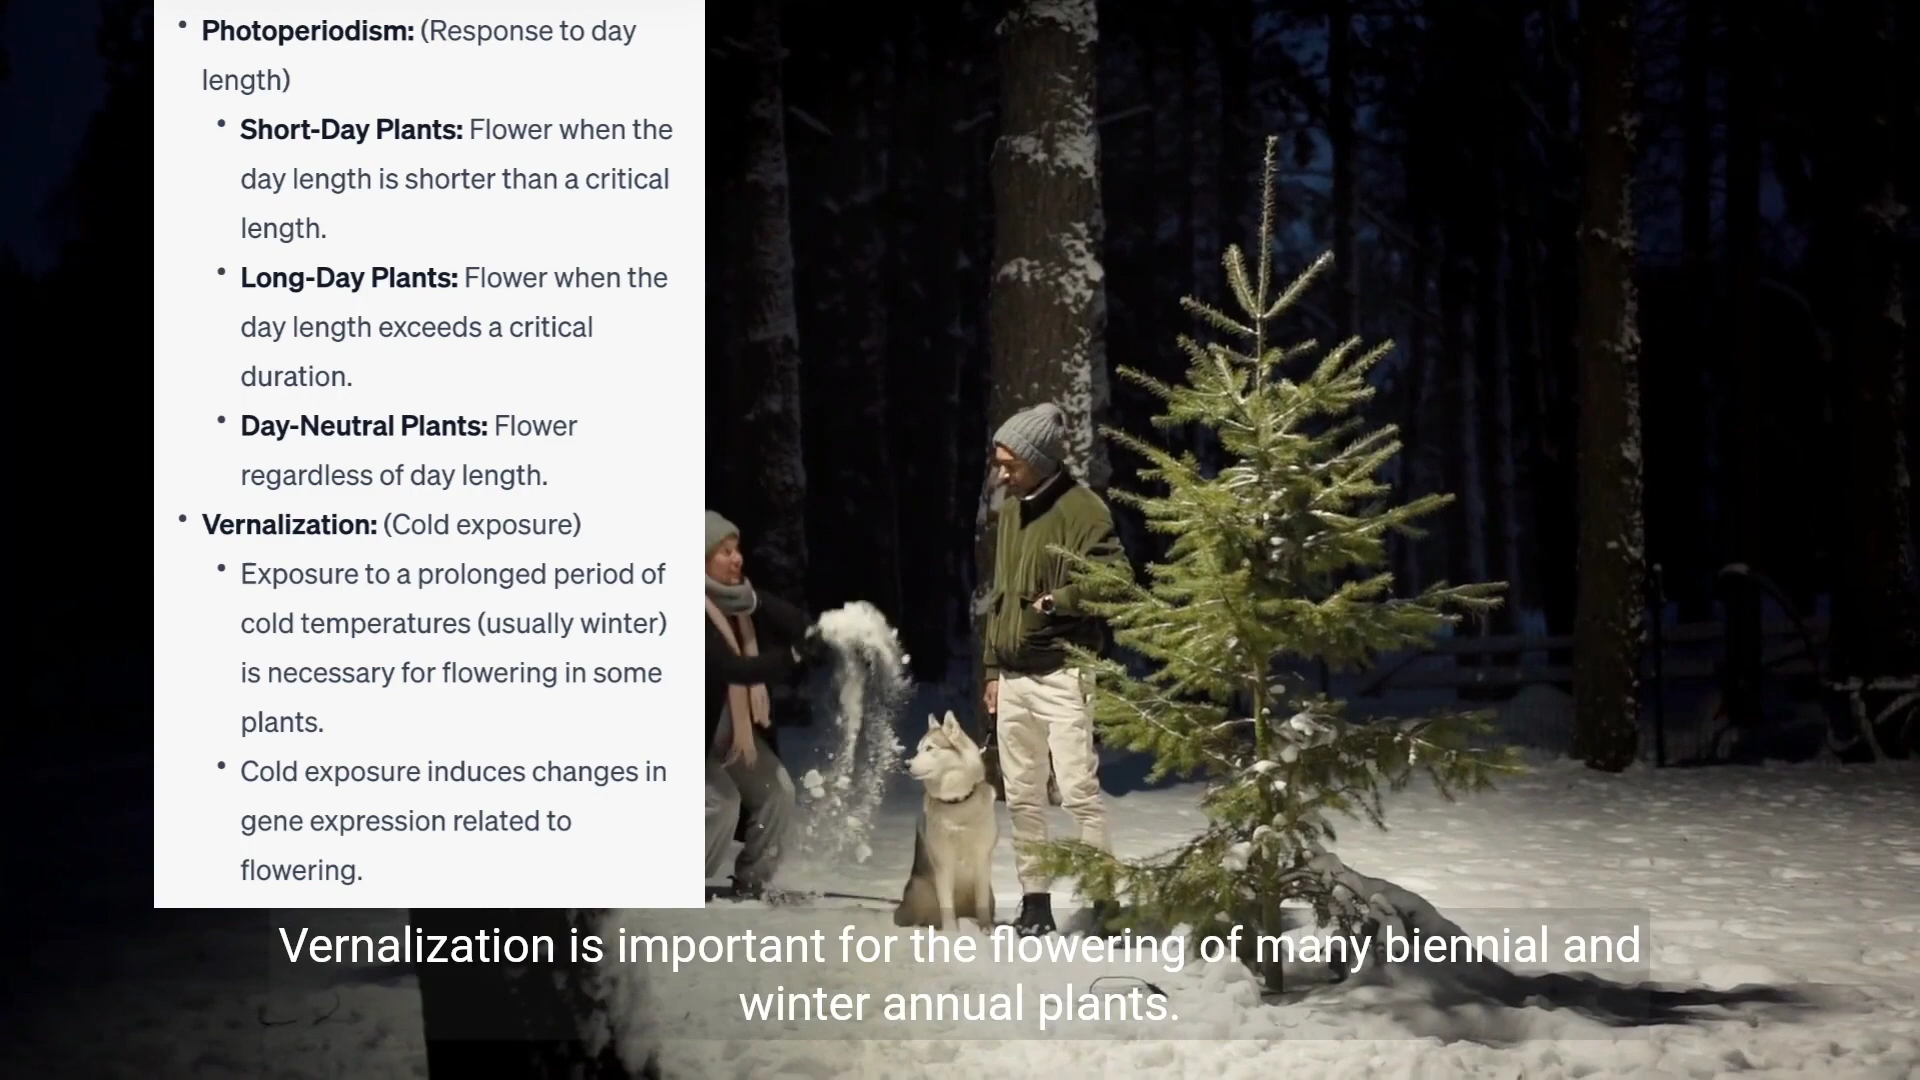 Photoperiodism: (Response to day
length)
Short-Day Plants: Flower when the
day length is shorter than a critical
length.
Long-Day Plants: Flower when the
day length exceeds a critical
duration.
Day-Neutral Plants: Flower
regardless of day length.
Vernalization: (Cold exposure)
Exposure to a prolonged period of
cold temperatures (usually winter)
is necessary for flowering in some
plants.
Cold exposure induces changes in
gene expression related to
flowering.
Vernalization is important for the flowering of many biennial and
winter annual plants.